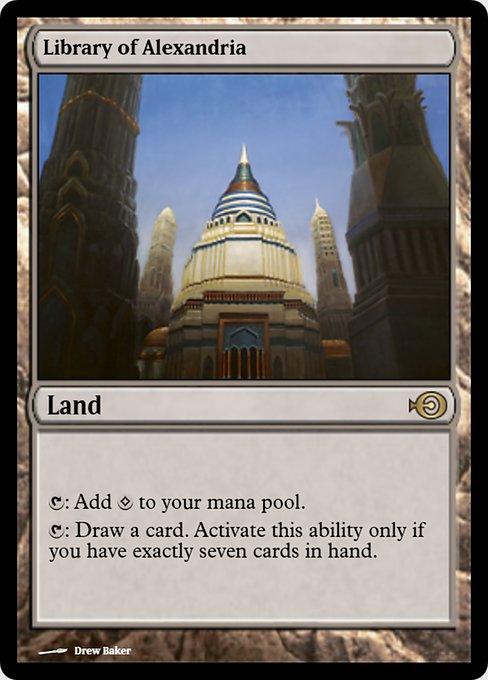 Library of Alexandria
Land
: Add to your mana pool.
: Draw a card. Activate this ability only if
you have exactly seven cards in hand.
Drew Baker